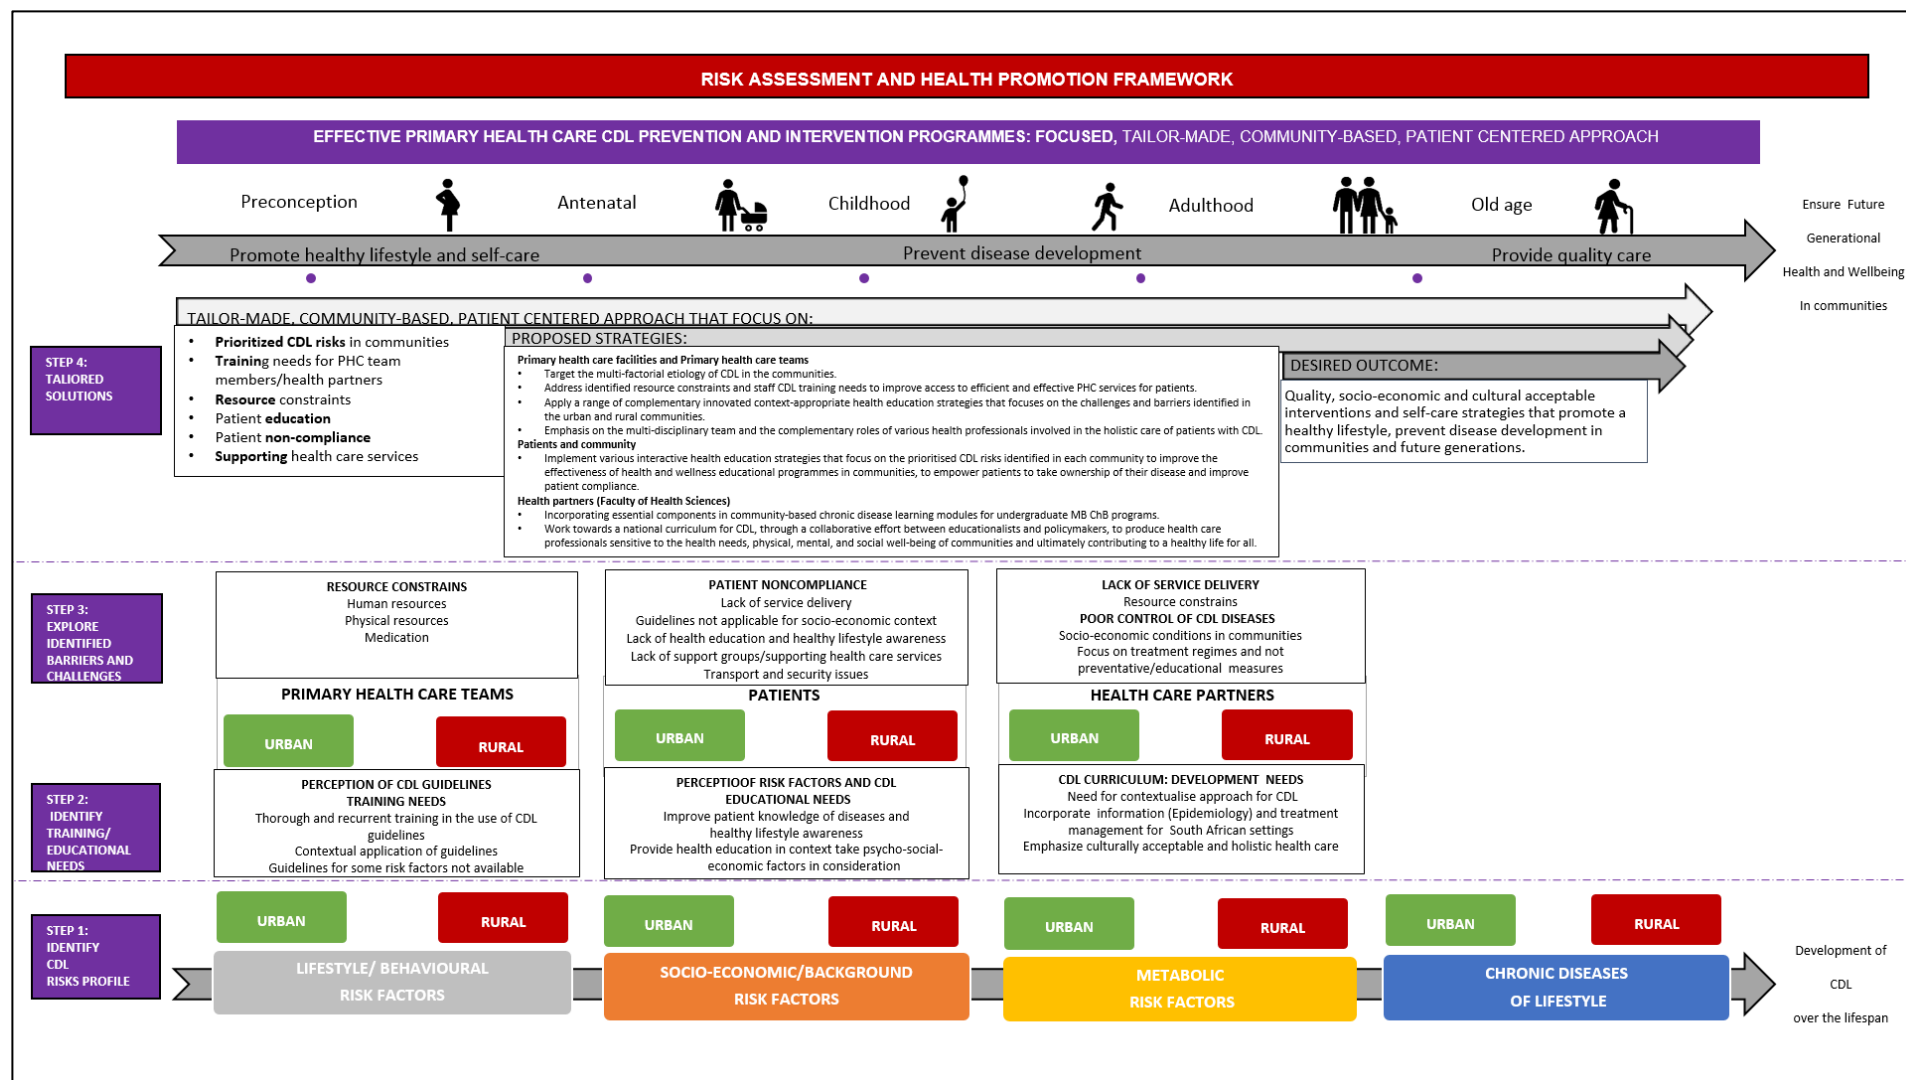 RISK ASSESSMENT AND HEALTH PROMOTION FRAMEWORK
EFFECTIVE PRIMARY HEALTH CARE CDL PREVENTION AND INTERVENTION PROGRAMMES: FOCUSED, TAILOR-MADE, COMMUNITY-BASED, PATIENT CENTERED APPROACH
Preconception
Antenatal
Childhood
Adulthood
Old age
Promote healthy lifestyle and self-care
Prevent disease development
Provide quality care
Ensure Future
Generational
Health and Wellbeing
In communities
STEP 4:
TALIORED
SOLUTIONS
TAILOR-MADE, COMMUNITY-BASED, PATIENT CENTERED APPROACH THAT FOCUS ON:
• Prioritized CDL risks in communities
• Training needs for PHC team
members/health partners
• Resource constraints
• Patient education
• Patient non-compliance
• Supporting health care services
PROPOSED STRATEGIES:
Primary health care facilities and Primary health care teams
• Target the multi-factorial etiology of CDL in the communities.
• Address identified resource constraints and staff CDL training needs to improve access to efficient and effective PHC services for patients.
• Apply a range of complementary innovated context-appropriate health education strategies that focuses on the challenges and barriers identified in
the urban and rural communities.
• Emphasis on the multi-disciplinary team and the complementary roles of various health professionals involved in the holistic care of patients with CDL.
Patients and community
• Implement various interactive health education strategies that focus on the prioritised CDL risks identified in each community to improve the
effectiveness of health and wellness educational programmes in communities, to empower patients to take ownership of their disease and improve
patient compliance.
Health partners (Faculty of Health Sciences)
• Incorporating essential components in community-based chronic disease learning modules for undergraduate MB ChB programs.
• Work towards a national curriculum for CDL, through a collaborative effort between educationalists and policymakers, to produce health care
professionals sensitive to the health needs, physical, mental, and social well-being of communities and ultimately contributing to a healthy life for all.
DESIRED OUTCOME:
Quality, socio-economic and cultural acceptable
interventions and self-care strategies that promote a
healthy lifestyle, prevent disease development in
communities and future generations.
STEP 3:
EXPLORE
IDENTIFIED
BARRIERS AND
CHALLENGES
RESOURCE CONSTRAINS
Human resources
Physical resources
Medication
PATIENT NONCOMPLIANCE
Lack of service delivery
Guidelines not applicable for socio-economic context
Lack of health education and healthy lifestyle awareness
Lack of support groups/supporting health care services
Transport and security issues
LACK OF SERVICE DELIVERY
Resource constrains
POOR CONTROL OF CDL DISEASES
Socio-economic conditions in communities
Focus on treatment regimes and not
preventative/educational measures
PRIMARY HEALTH CARE TEAMS
PATIENTS
HEALTH CARE PARTNERS
URBAN
RURAL
URBAN
RURAL
URBAN
RURAL
STEP 2:
IDENTIFY
TRAINING/
EDUCATIONAL
NEEDS
PERCEPTION OF CDL GUIDELINES
TRAINING NEEDS
Thorough and recurrent training in the use of CDL
guidelines
Contextual application of guidelines
Guidelines for some risk factors not available
PERCEPTIOOF RISK FACTORS AND CDL
EDUCATIONAL NEEDS
Improve patient knowledge of diseases and
healthy lifestyle awareness
Provide health education in context take psycho-social-
economic factors in consideration
CDL CURRICULUM: DEVELOPMENT NEEDS
Need for contextualise approach for CDL
Incorporate information (Epidemiology) and treatment
management for South African settings
Emphasize culturally acceptable and holistic health care
STEP 1:
IDENTIFY
CDL
RISKS PROFILE
URBAN
RURAL
URBAN
RURAL
URBAN
RURAL
URBAN
RURAL
LIFESTYLE/ BEHAVIOURAL
RISK FACTORS
SOCIO-ECONOMIC/BACKGROUND
RISK FACTORS
METABOLIC
RISK FACTORS
CHRONIC DISEASES
OF LIFESTYLE
Development of
CDL
over the lifespan